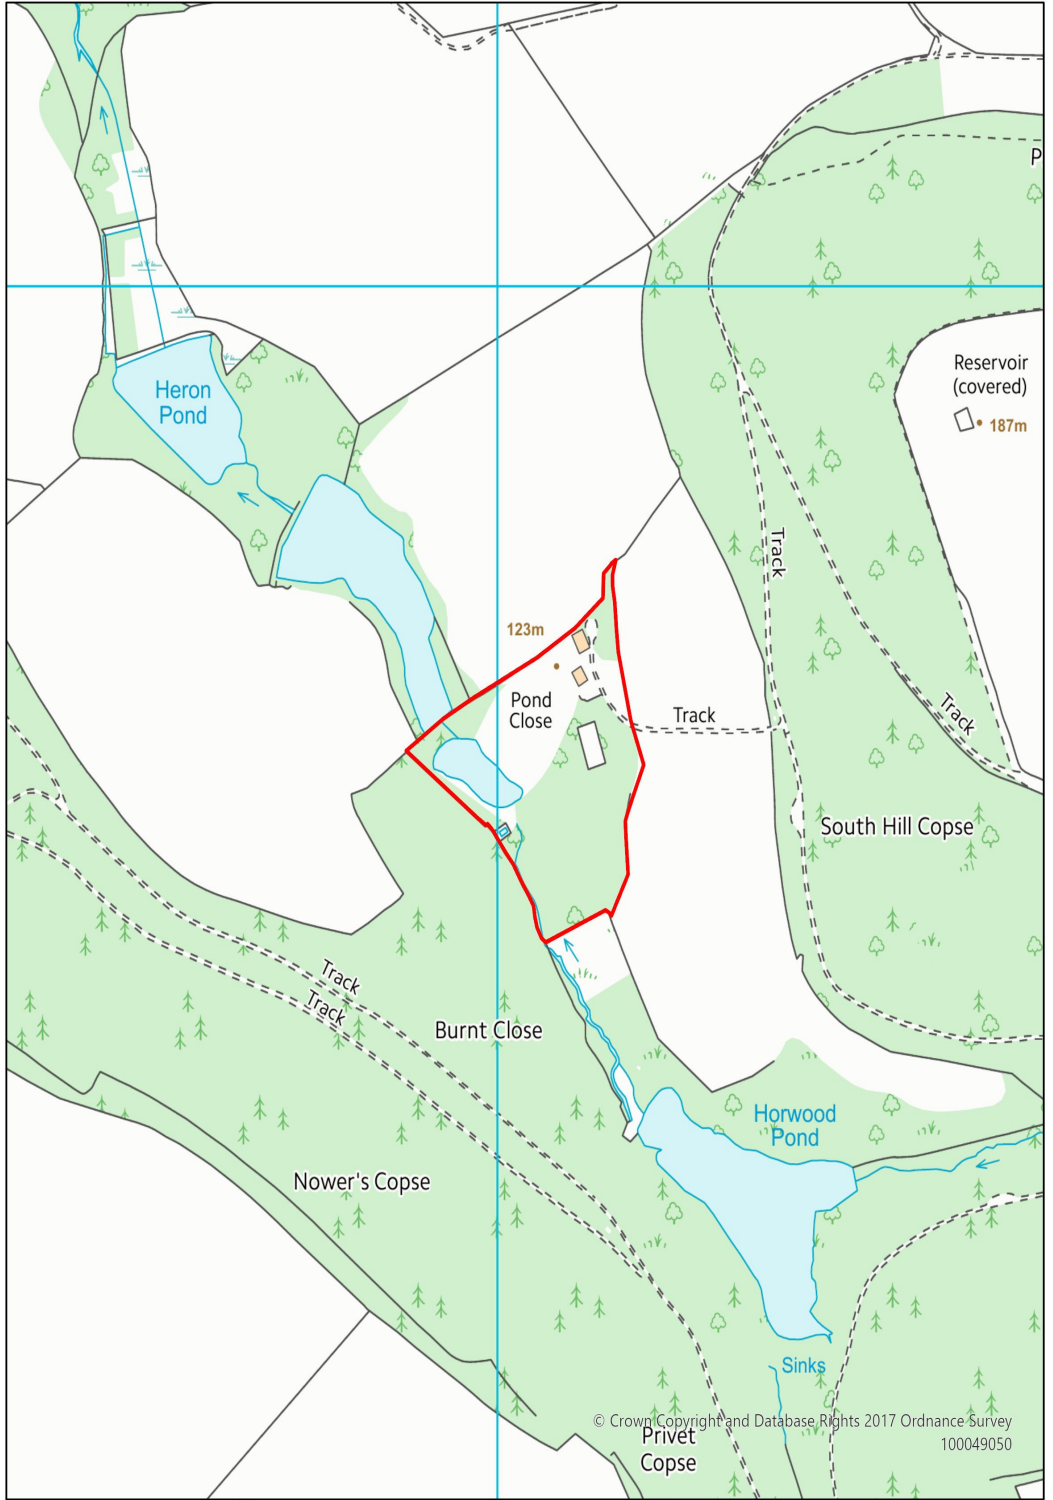 P
Reservoir
(covered)
187m
Heron
Pond
Track
123m
Pond
Close
Track
Track
South Hill Copse
Track
Track
Burnt Close
Horwood
Pond
Nower's Copse
Sinks
© Crown Copyright and Database Rights 2017 Ordnance Survey
100049050
Privet
Copse